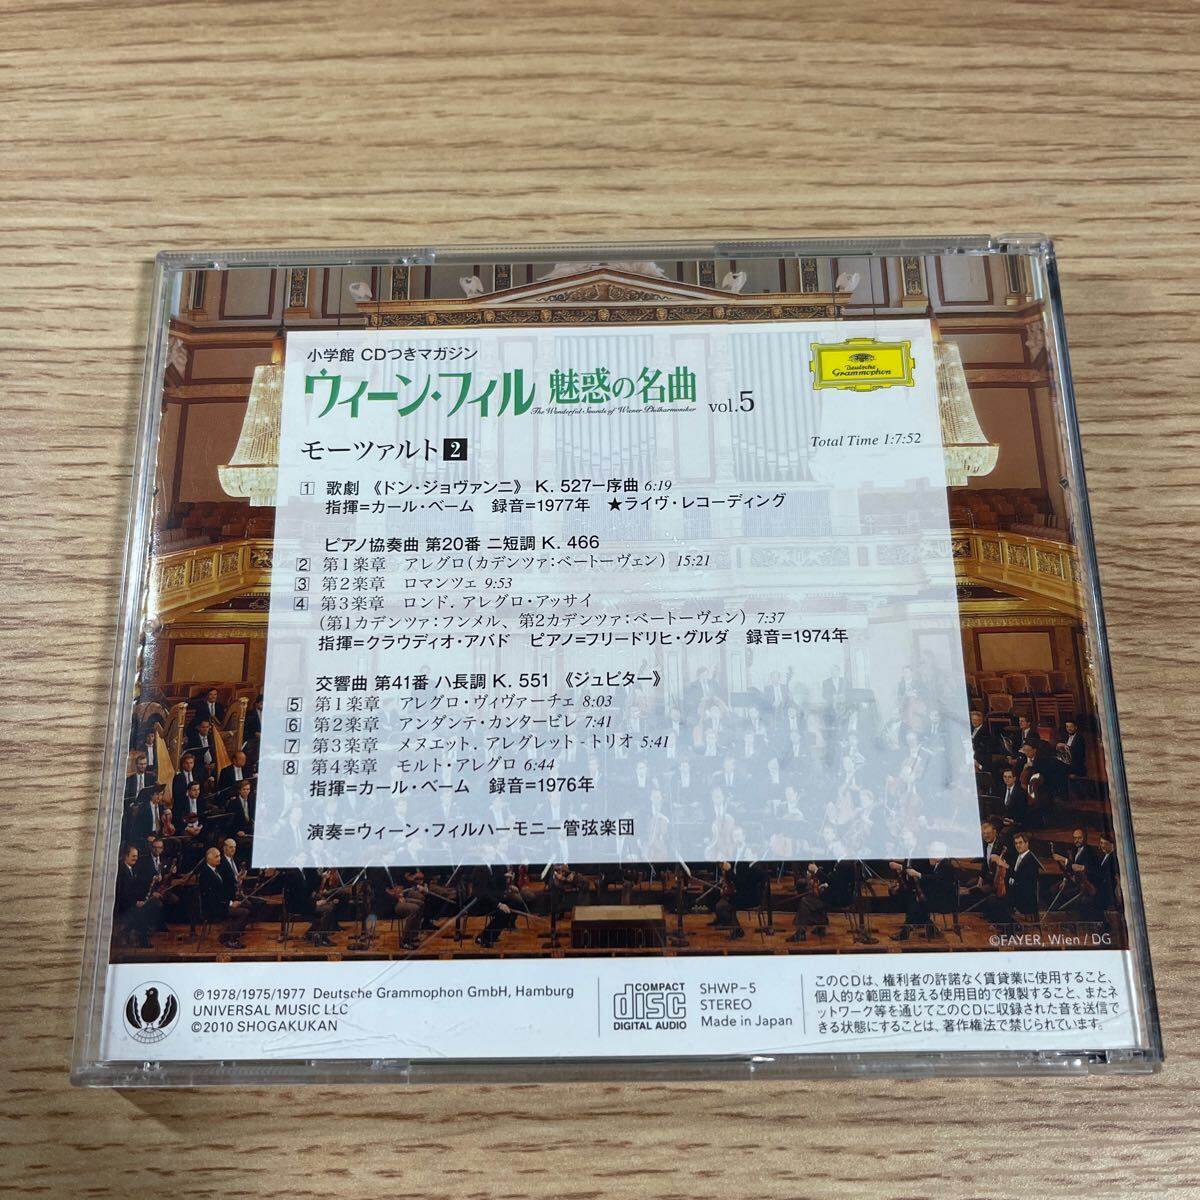 小学館 CDつきマガジン
ウィーン・フィル 魅惑の名曲 vol.5
The Wonderful Sounds of Wiener Philharmoniker
Deutsche
Grammophon
モーツァルト 2
Total Time 1:7:52
1 歌劇《ドン・ジョヴァンニ》 K. 527ー序曲 6:19
指揮=カール・ベーム 録音=1977年 ★ライヴ・レコーディング
ピアノ協奏曲 第20番 ニ短調 K. 466
2 第1楽章 アレグロ(カデンツァ:ベートーヴェン) 15:21
3 第2楽章 ロマンツェ 9:53
4 第3楽章 ロンド. アレグロ・アッサイ
(第1カデンツァ:フンメル、第2カデンツァ:ベートーヴェン) 7:37
指揮=クラウディオ・アバド ピアノ=フリードリヒ・グルダ 録音=1974年
交響曲 第41番 ハ長調 K. 551 《ジュピター》
5 第1楽章 アレグロ・ヴィヴァーチェ 8:03
6 第2楽章 アンダンテ・カンタービレ 7:41
7 第3楽章 メヌエット. アレグレット - トリオ 5:41
8 第4楽章 モルト・アレグロ 6:44
指揮=カール・ベーム 録音=1976年
演奏=ウィーン・フィルハーモニー管弦楽団
©FAYER, Wien / DG
℗1978/1975/1977 Deutsche Grammophon GmbH, Hamburg
UNIVERSAL MUSIC LLC
©2010 SHOGAKUKAN
COMPACT
disc
DIGITAL AUDIO
SHWP-5
STEREO
Made in Japan
このCDは、権利者の許諾なく賃貸業に使用すること、
個人的な範囲を超える使用目的で複製すること、またネ
ットワーク等を通じてこのCDに収録された音を送信で
きる状態にすることは、著作権法で禁じられています。